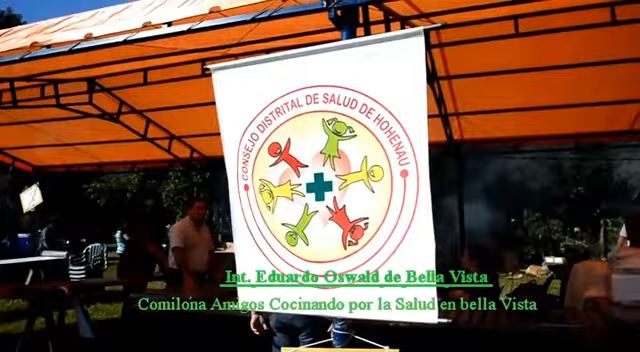 CONSEJO DISTRITAL DE SALUD DE HOHENAU
Int. Eduardo Oswald de Bella Vista
Comilona Amigos Cocinando por la Salud en bella Vista